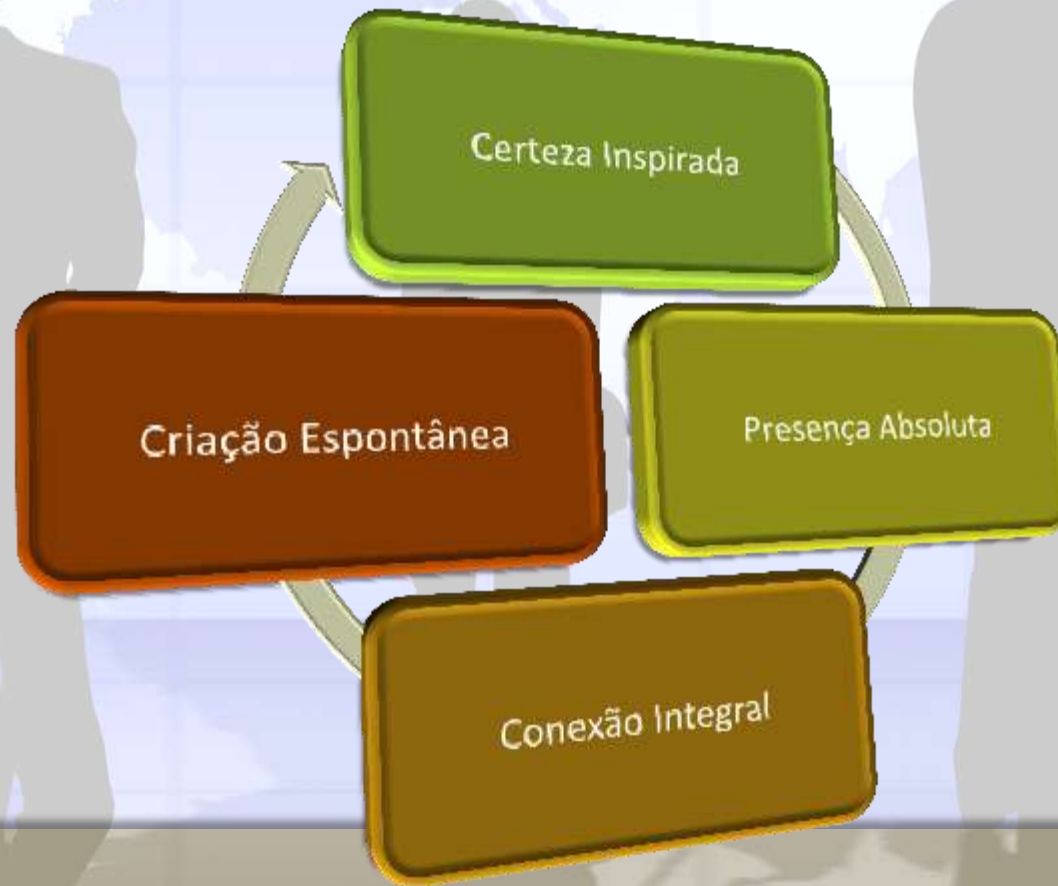 Certeza Inspirada
Presença Absoluta
Conexão Integral
Criação Espontânea